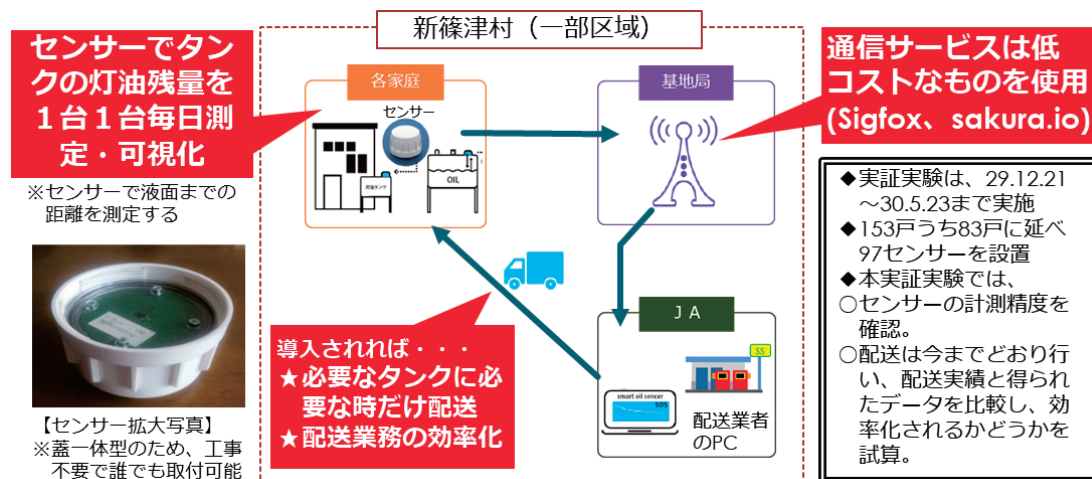 新篠津村（一部区域）
センサーでタン
クの灯油残量を
１台１台毎日測
定・可視化
※センサーで液面までの
距離を測定する
【センサー拡大写真】
※蓋一体型のため、工事
不要で誰でも取付可能
各家庭
センサー
灯油タンク
OIL
基地局
通信サービスは低
コストなものを使用
(Sigfox、sakura.io)
導入されれば・・・
★必要なタンクに必
要な時だけ配送
★配送業務の効率化
ＪＡ
SS
smart oil sencer
SOS
配送業者
のPC
◆実証実験は、29.12.21
～30.5.23まで実施
◆153戸うち83戸に延べ
97センサーを設置
◆本実証実験では、
○センサーの計測精度を
確認。
○配送は今までどおり行
い、配送実績と得られ
たデータを比較し、効
率化されるかどうかを
試算。